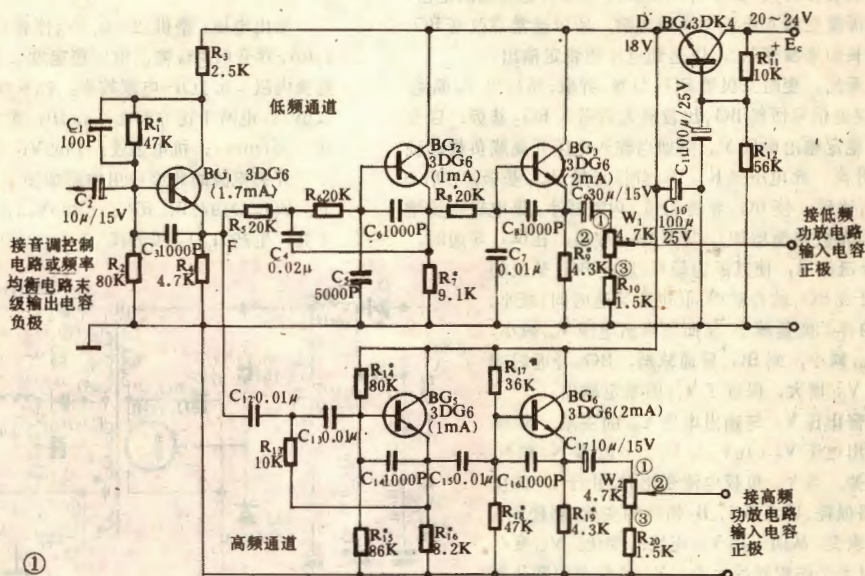 R₃
2.5K
低频通道
C₁
100P
R₁
47K
C₂
10μ/15V
BG₁ 3DG6
(1.7mA)
C₃1000P
R₂
80K
R₄
4.7K
F
R₅20K
R₆20K
C₄
0.02μ
C₅
5000P
BG₂
3DG6
(1mA)
C₆1000P
R₇*
9.1K
R₈*20K
C₇
0.01μ
BG₃
3DG6
(2mA)
C₈1000P
C₉30μ/15V
R₉*
4.3K
①
②
③
W₁
4.7K
R₁₀
1.5K
D
18V
BG₄3DK4
20~24V
E꜀
R₁₁
10K
C₁₁100μ/25V
R₁₂
56K
C₁₀
100μ
25V
接低频
功放电路
输入电容
正极
接音调控制
电路或频率
均衡电路末
级输出电容
负极
C₁₂0.01μ
C₁₃0.01μ
R₁₃
10K
R₁₄*
80K
BG₅
3DG6
(1mA)
C₁₄1000P
R₁₅*
86K
R₁₆*
8.2K
C₁₅0.01μ
R₁₇
36K
BG₆
3DG6(2mA)
C₁₆1000P
C₁₇10μ/15V
R₁₈*
47K
R₁₉*
4.3K
①
②
③
W₂
4.7K
R₂₀
1.5K
接高频
功放电路
输入电容
正极
高频通道
①